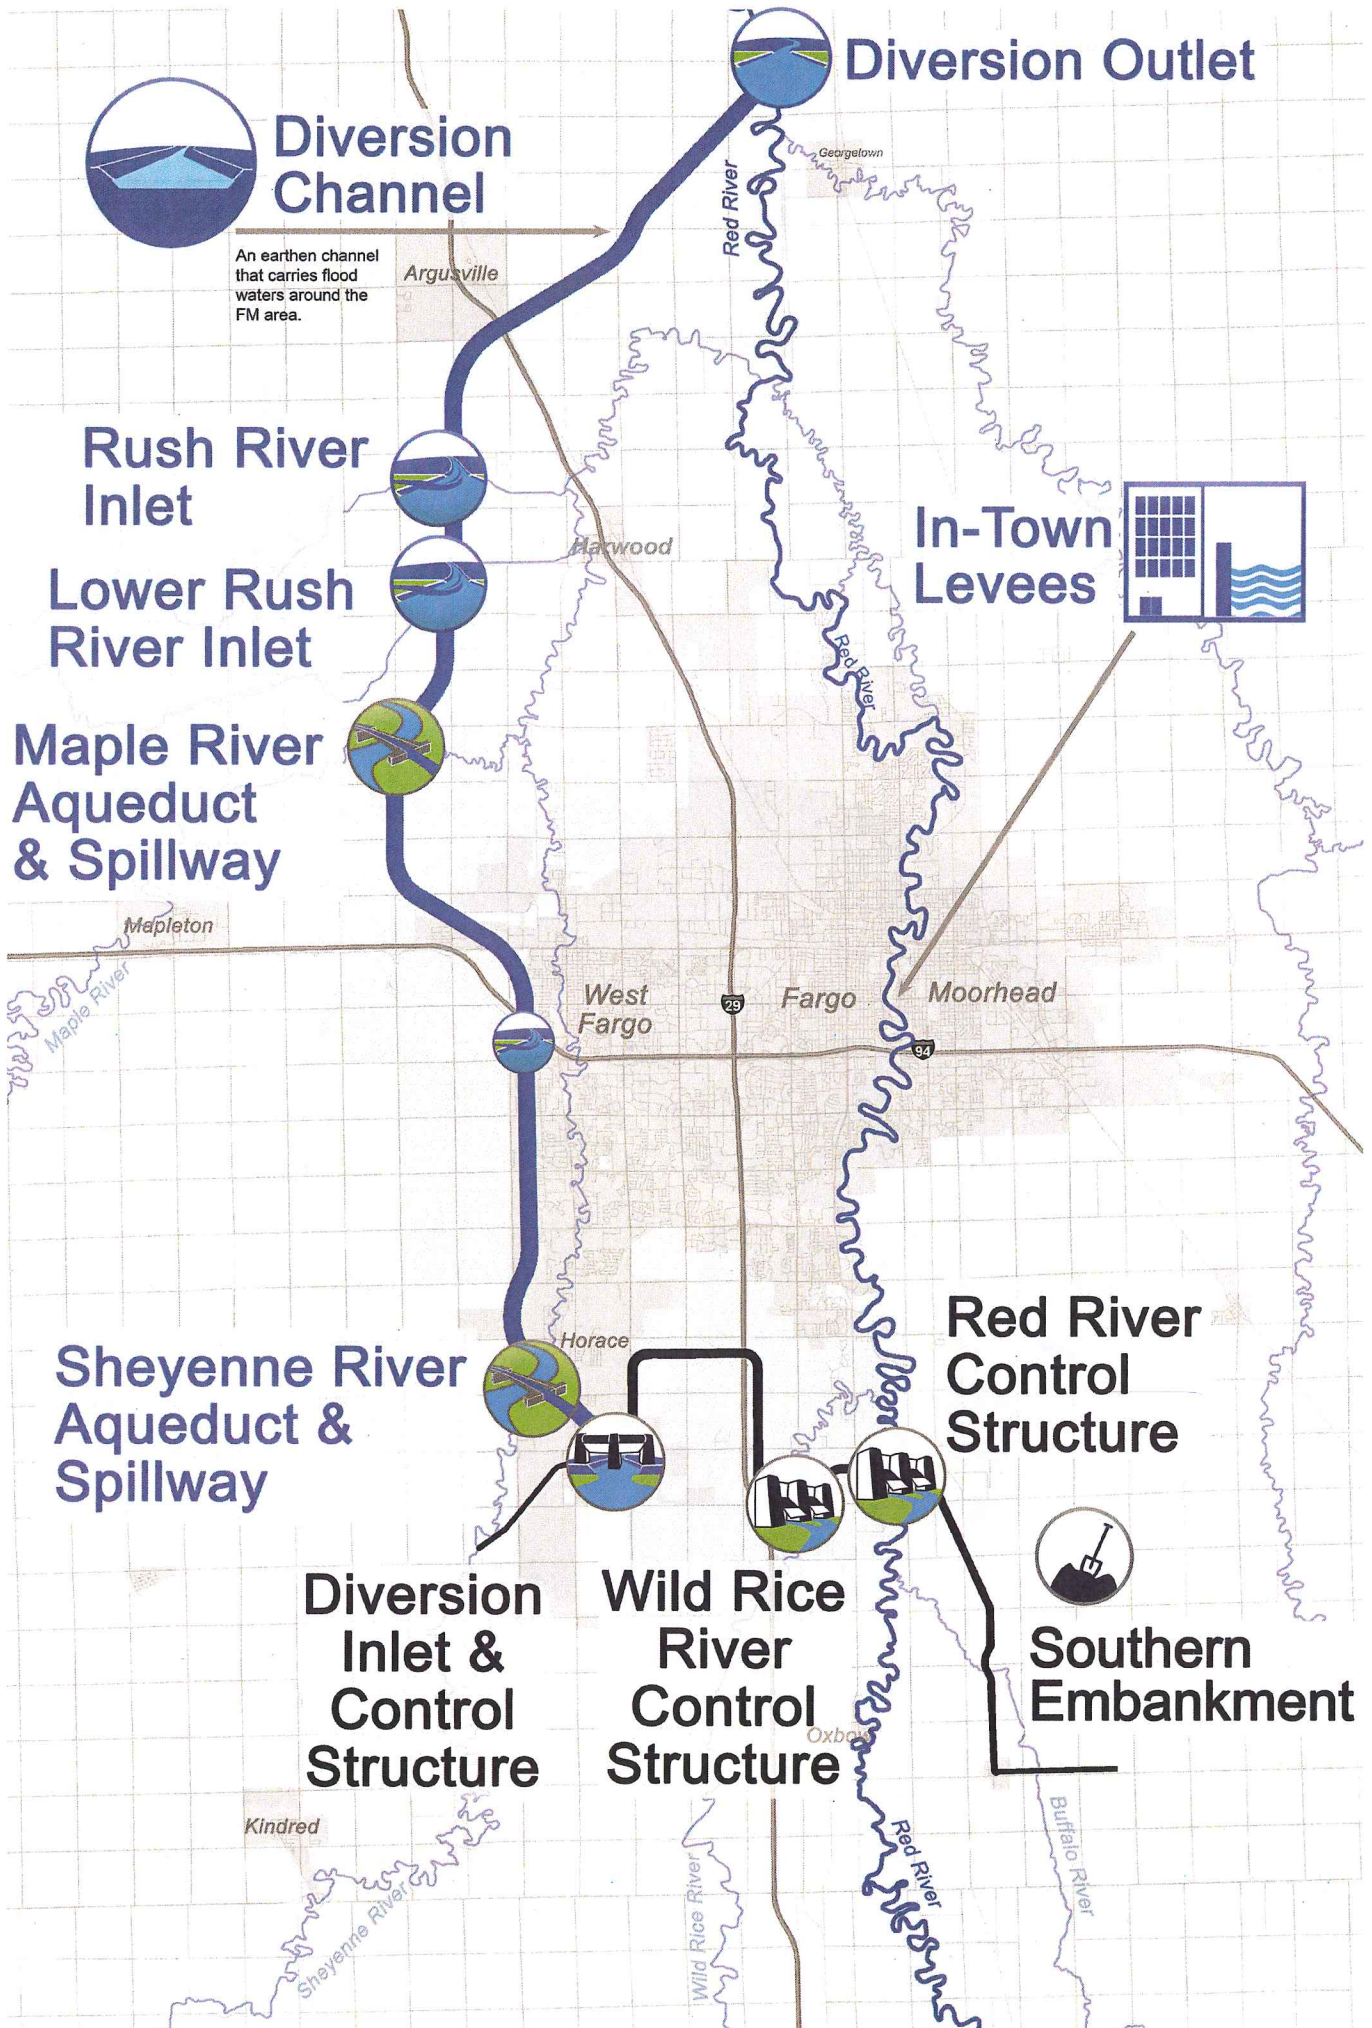 Diversion Outlet
Diversion
Channel
An earthen channel
that carries flood
waters around the
FM area.
Argusville
Red River
Georgetown
Rush River
Inlet
Harwood
In-Town
Levees
Lower Rush
River Inlet
Red River
Maple River
Aqueduct
& Spillway
Mapleton
Maple River
West
Fargo
29
Fargo
Moorhead
94
Horace
Sheyenne River
Aqueduct &
Spillway
Red River
Control
Structure
Diversion
Inlet &
Control
Structure
Wild Rice
River
Control
Structure
Southern
Embankment
Oxbow
Kindred
Sheyenne River
Wild Rice River
Red River
Buffalo River